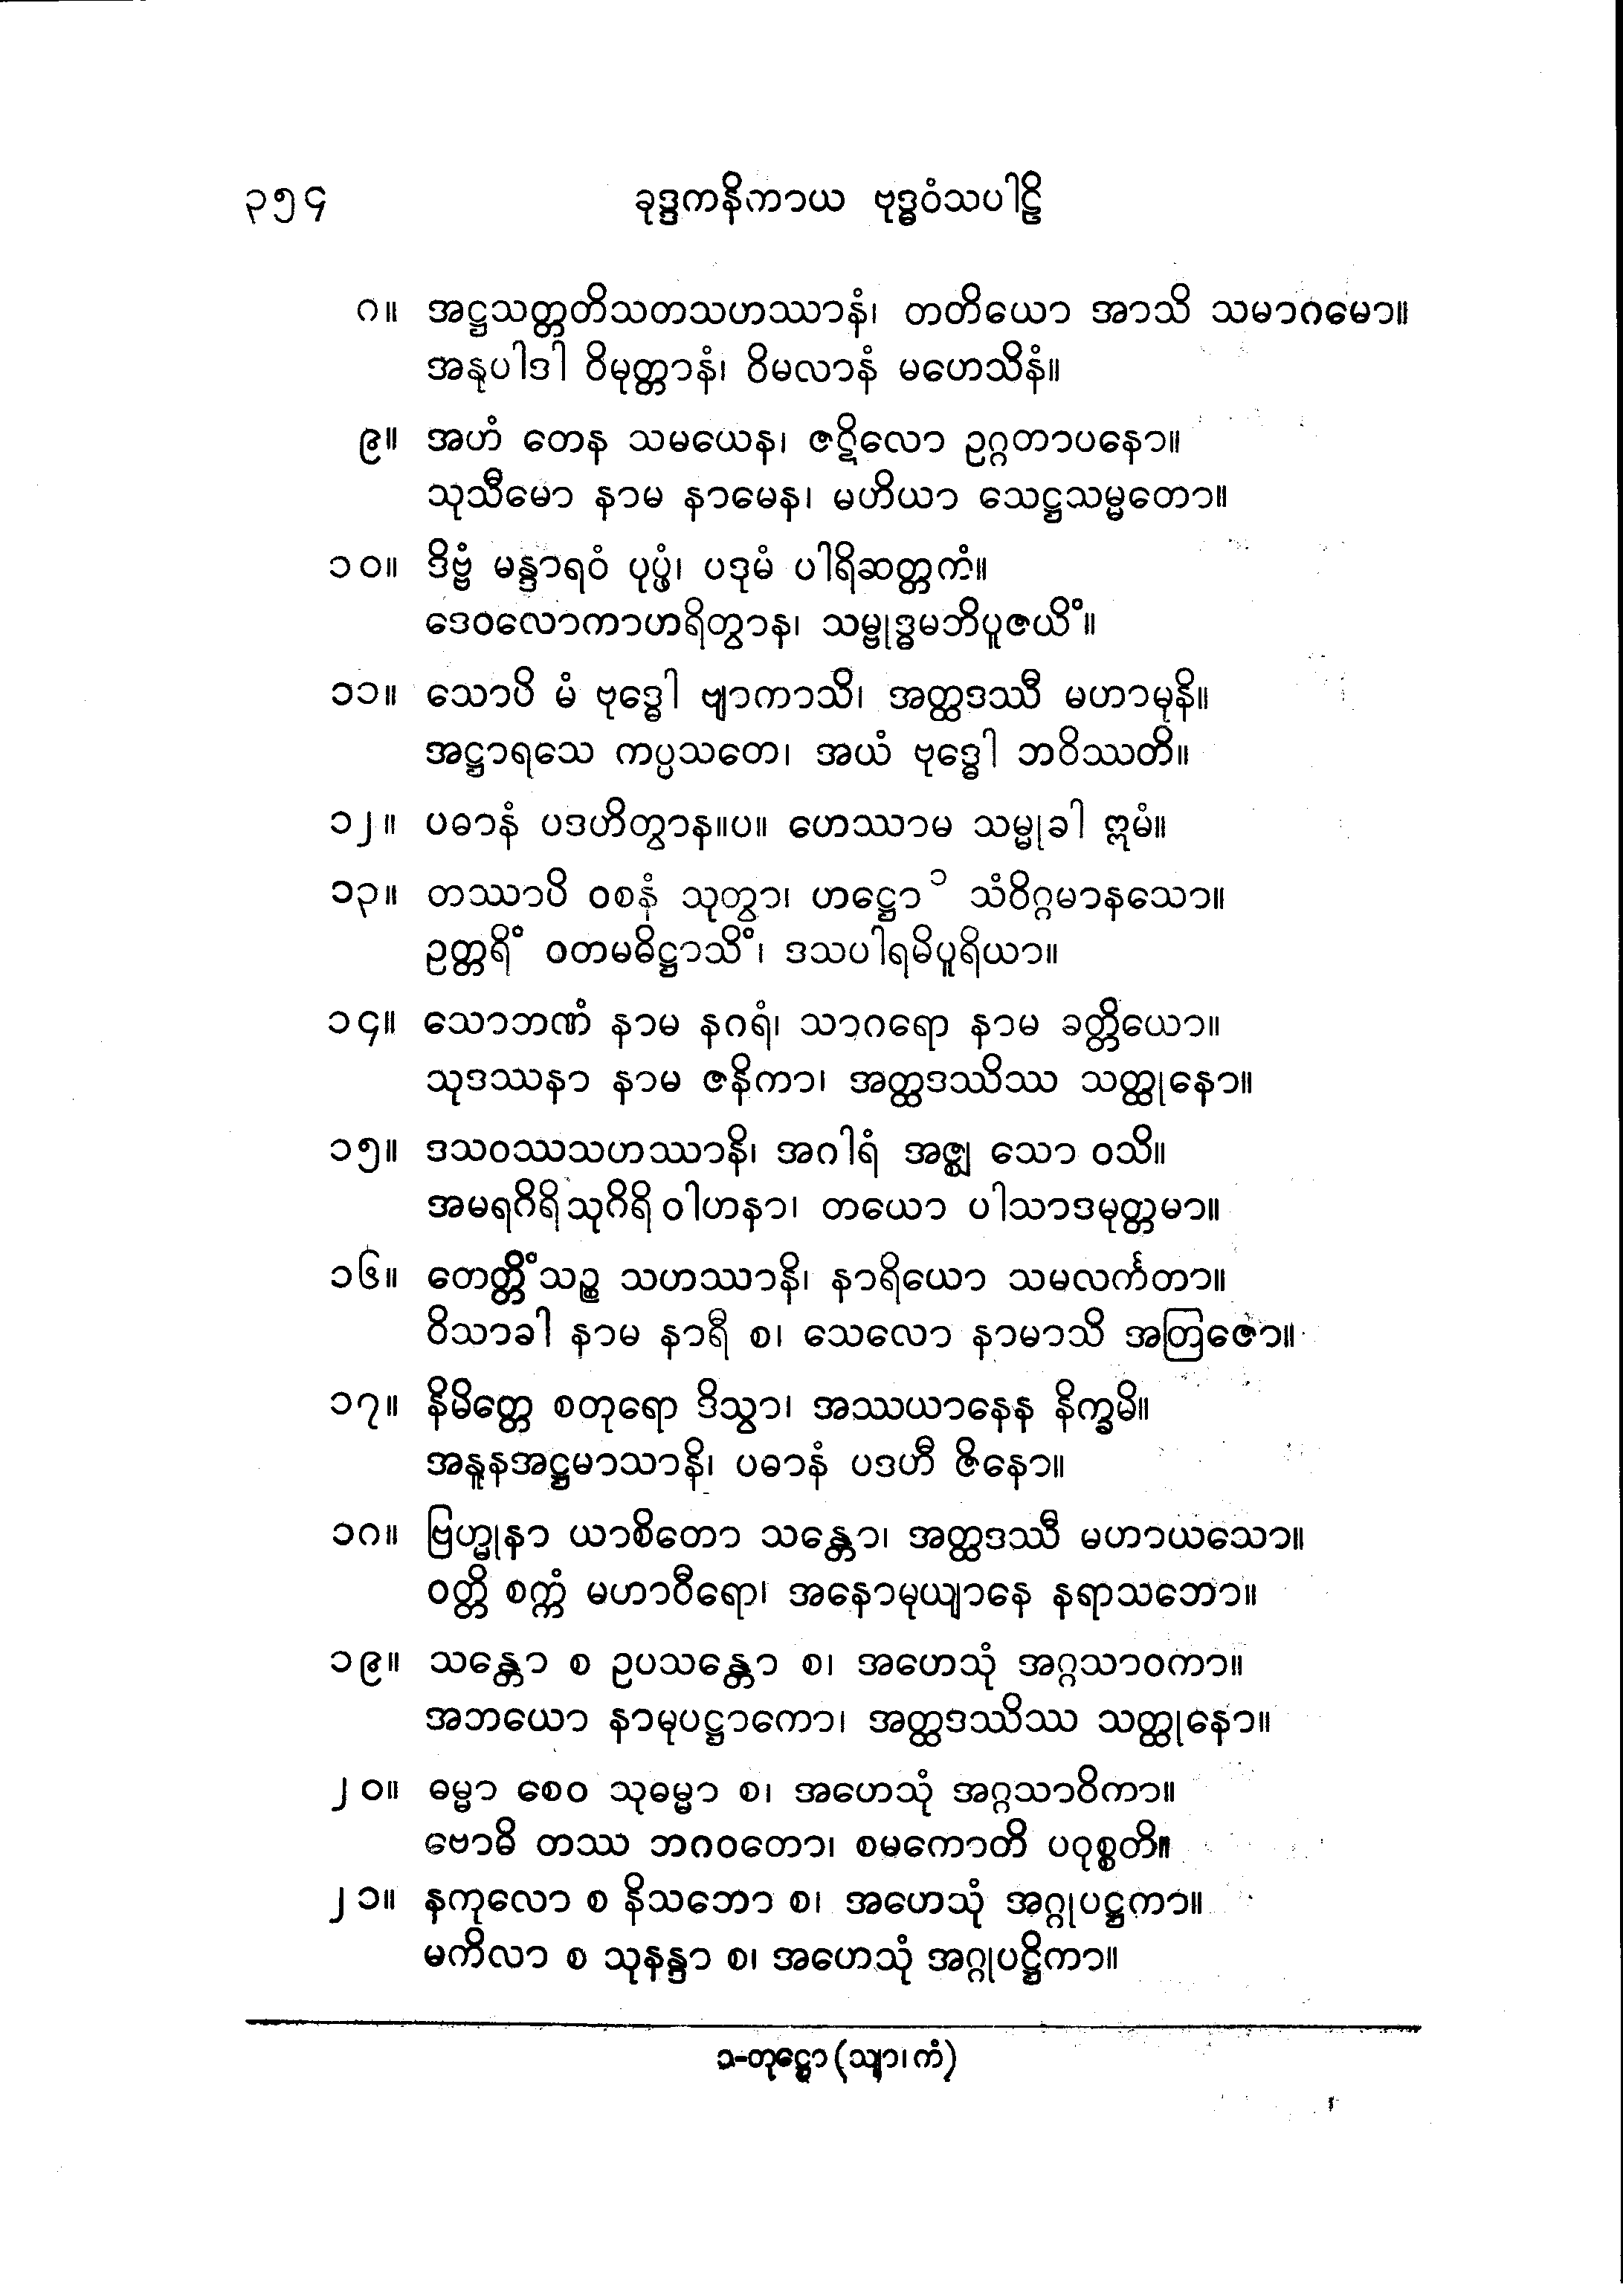 ၃၅၄ ခုဒ္ဒကနိကာယ ဗုဒ္ဓဝံသပါဠိ
၈။ အဋ္ဌသတ္တတိသတသဟဿာနံ၊ တတိယော အာသိ သမာဂမော။
အနုပါဒါ ဝိမုတ္တာနံ၊ ဝိမလာနံ မဟေသိနံ။
၉။ အဟံ တေန သမယေန၊ ဇဋိလော ဥဂ္ဂတာပနော။
သုသီမော နာမ နာမေန၊ မဟိယာ သေဋ္ဌသမ္မတော။
၁၀။ ဒိဗ္ဗံ မန္ဒာရဝံ ပုပ္ဖံ၊ ပဒုမံ ပါရိဆတ္တကံ။
ဒေဝလောကာဟရိတွာန၊ သမ္ဗုဒ္ဓမဘိပူဇယိံ။
၁၁။ သောပိ မံ ဗုဒ္ဓေါ ဗျာကာသိ၊ အတ္ထဒဿီ မဟာမုနိ။
အဋ္ဌာရသေ ကပ္ပသတေ၊ အယံ ဗုဒ္ဓေါ ဘဝိဿတိ။
၁၂။ ပဓာနံ ပဒဟိတွာန။ပ။ ဟေဿာမ သမ္မုခါ ဣမံ။
၁၃။ တဿာပိ ဝစနံ သုတွာ၊ ဟဋ္ဌော ၁ သံဝိဂ္ဂမာနသော။
ဥတ္တရိံ ဝတမဓိဋ္ဌာသိံ၊ ဒသပါရမိပူရိယာ။
၁၄။ သောဘဏံ နာမ နဂရံ၊ သာဂရော နာမ ခတ္တိယော။
သုဒဿနာ နာမ ဇနိကာ၊ အတ္ထဒဿိဿ သတ္ထုနော။
၁၅။ ဒသဝဿသဟဿာနိ၊ အဂါရံ အဇ္ဈ သော ဝသိ။
အမရဂိရိ သုဂိရိ ဝါဟနာ၊ တယော ပါသာဒမုတ္တမာ။
၁၆။ တေတ္တိံသဉ္စ သဟဿာနိ၊ နာရိယော သမလင်္ကတာ။
ဝိသာခါ နာမ နာရီ စ၊ သေလော နာမာသိ အတြဇော။
၁၇။ နိမိတ္တေ စတုရော ဒိသွာ၊ အဿယာနေန နိက္ခမိ။
အနူနအဋ္ဌမာသာနိ၊ ပဓာနံ ပဒဟီ ဇိနော။
၁၈။ ဗြဟ္မုနာ ယာစိတော သန္တော၊ အတ္ထဒဿီ မဟာယသော။
ဝတ္တိ စက္ကံ မဟာဝီရော၊ အနောမုယျာနေ နရာသဘော။
၁၉။ သန္တော စ ဥပသန္တော စ၊ အဟေသုံ အဂ္ဂသာဝကာ။
အဘယော နာမုပဋ္ဌာကော၊ အတ္ထဒဿိဿ သတ္ထုနော။
၂၀။ ဓမ္မာ စေဝ သုဓမ္မာ စ၊ အဟေသုံ အဂ္ဂသာဝိကာ။
ဗောဓိ တဿ ဘဂဝတော၊ စမကောတိ ပဝုစ္စတိ။
၂၁။ နကုလော စ နိသဘော စ၊ အဟေသုံ အဂ္ဂုပဋ္ဌကာ။
မကိလာ စ သုနန္ဒာ စ၊ အဟေသုံ အဂ္ဂုပဋ္ဌိကာ။
၁-တုဋ္ဌော (သျာ၊ ကံ)